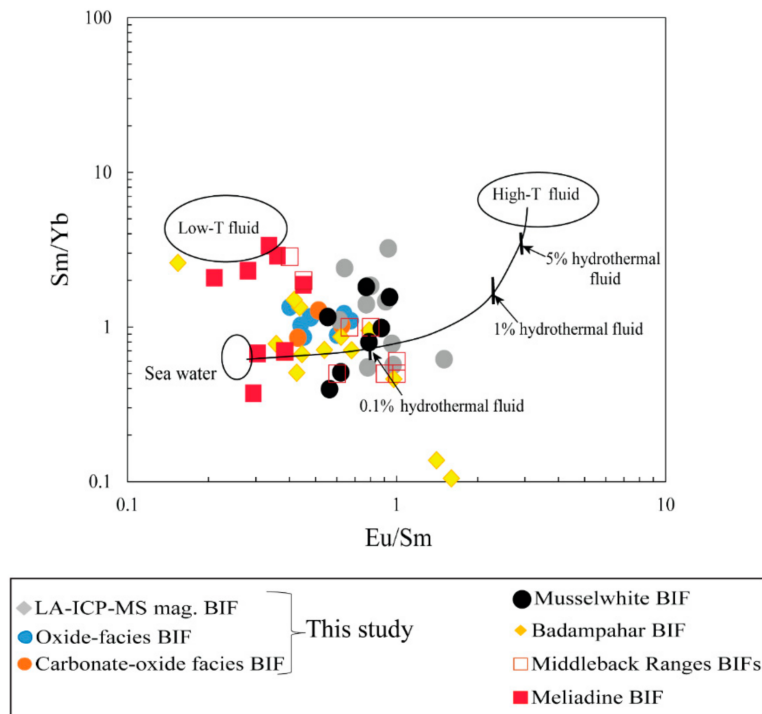 100
10
1
0.1
Sm/Yb
Low-T fluid
High-T fluid
5% hydrothermal
fluid
1% hydrothermal fluid
Sea water
0.1% hydrothermal fluid
0.1
1
10
Eu/Sm
LA-ICP-MS mag. BIF
Oxide-facies BIF
Carbonate-oxide facies BIF
This study
Musselwhite BIF
Badampahar BIF
Middleback Ranges BIFs
Meliadine BIF